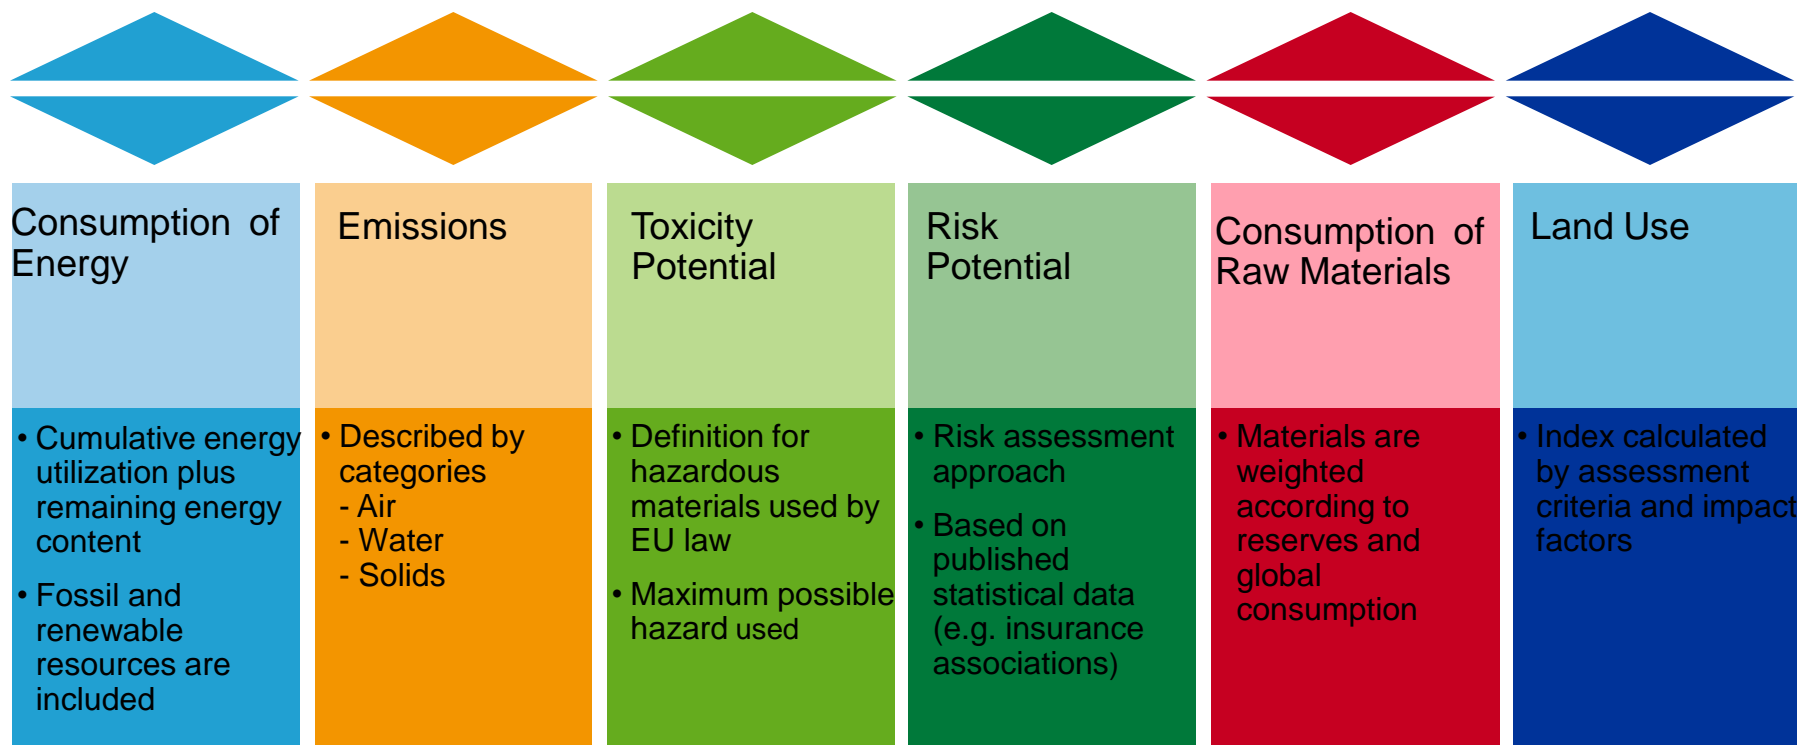 Consumption of
Energy
• Cumulative energy
utilization plus
remaining energy
content
• Fossil and
renewable
resources are
included
Emissions
• Described by
categories
- Air
- Water
- Solids
Toxicity
Potential
• Definition for
hazardous
materials used by
EU law
• Maximum possible
hazard used
Risk
Potential
• Risk assessment
approach
• Based on
published
statistical data
(e.g. insurance
associations)
Consumption of
Raw Materials
• Materials are
weighted
according to
reserves and
global
consumption
Land Use
• Index calculated
by assessment
criteria and impact
factors